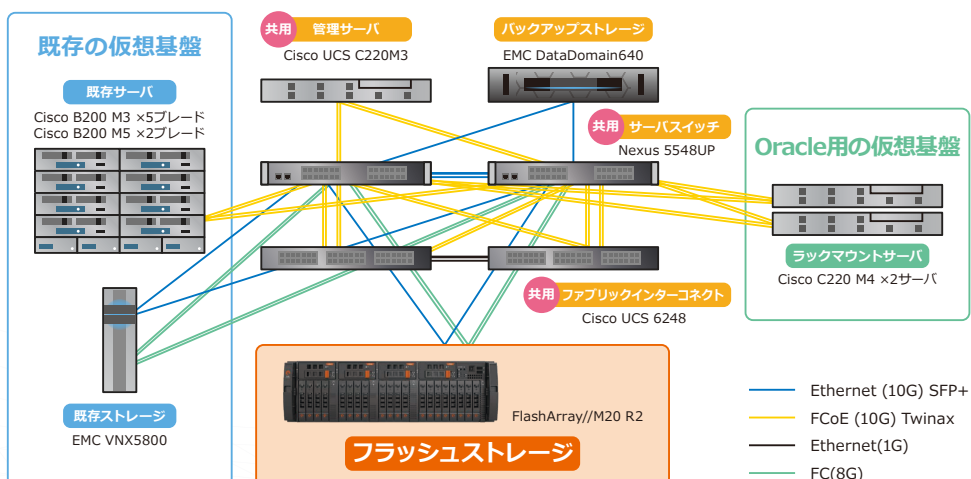 既存の仮想基盤
既存サーバ
Cisco B200 M3 ×5ブレード
Cisco B200 M5 ×2ブレード
共用 管理サーバ
Cisco UCS C220M3
バックアップストレージ
EMC DataDomain640
共用 サーバスイッチ
Nexus 5548UP
Oracle用の仮想基盤
ラックマウントサーバ
Cisco C220 M4 ×2サーバ
共用 ファブリックインターコネクト
Cisco UCS 6248
既存ストレージ
EMC VNX5800
FlashArray//M20 R2
フラッシュストレージ
Ethernet (10G) SFP+
FCoE (10G) Twinax
Ethernet(1G)
FC(8G)